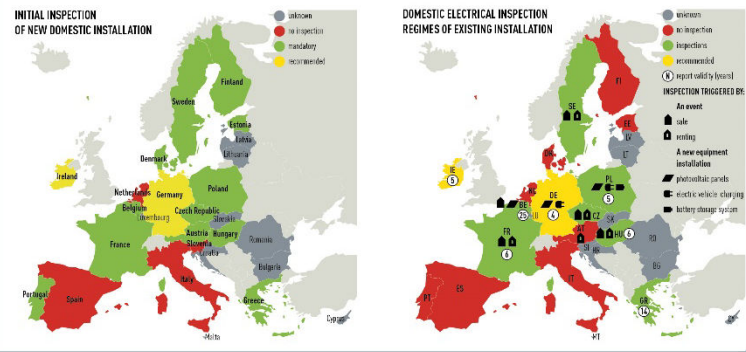 INITIAL INSPECTION
OF NEW DOMESTIC INSTALLATION
unknown
no inspection
mandatory
recommended
Finland
Sweden
Estonia
Latvia
Lithuania
Denmark
Ireland
Netherlands
Germany
Poland
Belgium
Luxembourg
Czech Republic
Slovakia
France
Austria
Hungary
Slovenia
Croatia
Romania
Italy
Bulgaria
Portugal
Spain
Greece
Malta
Cyprus
DOMESTIC ELECTRICAL INSPECTION
REGIMES OF EXISTING INSTALLATION
unknown
no inspection
inspections
recommended
N report validity (years)
INSPECTION TRIGGERED BY:
An event
sale
renting
A new equipment
installation
photovoltaic panels
electric vehicle charging
battery storage system
FI
SE
EE
LV
LT
DK
IE
5
DE
4
PL
5
BE
25
LU
CZ
SK
FR
6
AT
HU
6
SI
RO
IT
BG
PT
ES
GR
14
MT